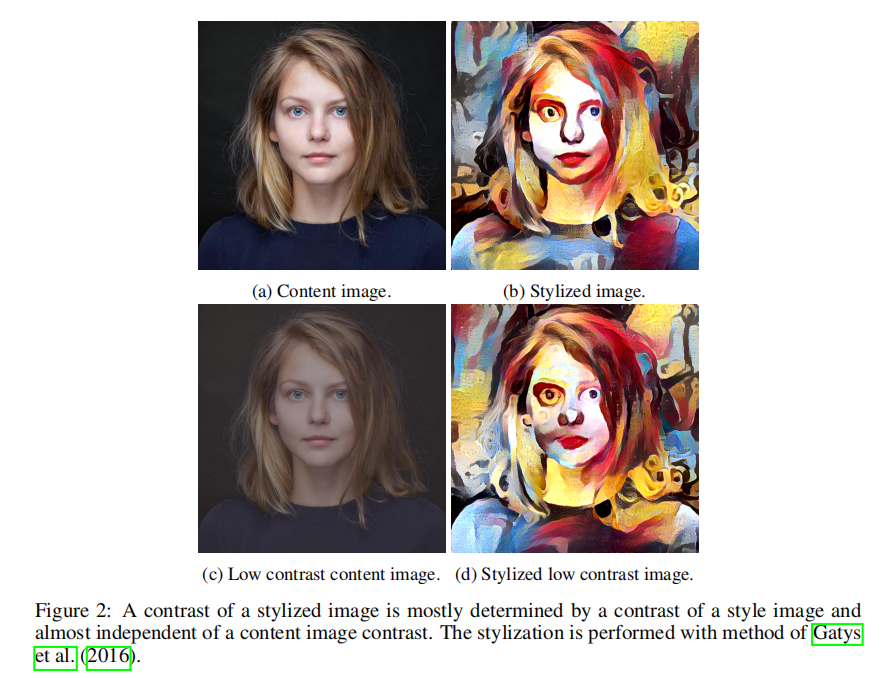 (a) Content image.
(b) Stylized image.
(c) Low contrast content image.
(d) Stylized low contrast image.
Figure 2: A contrast of a stylized image is mostly determined by a contrast of a style image and
almost independent of a content image contrast. The stylization is performed with method of Gatys
et al. (2016).